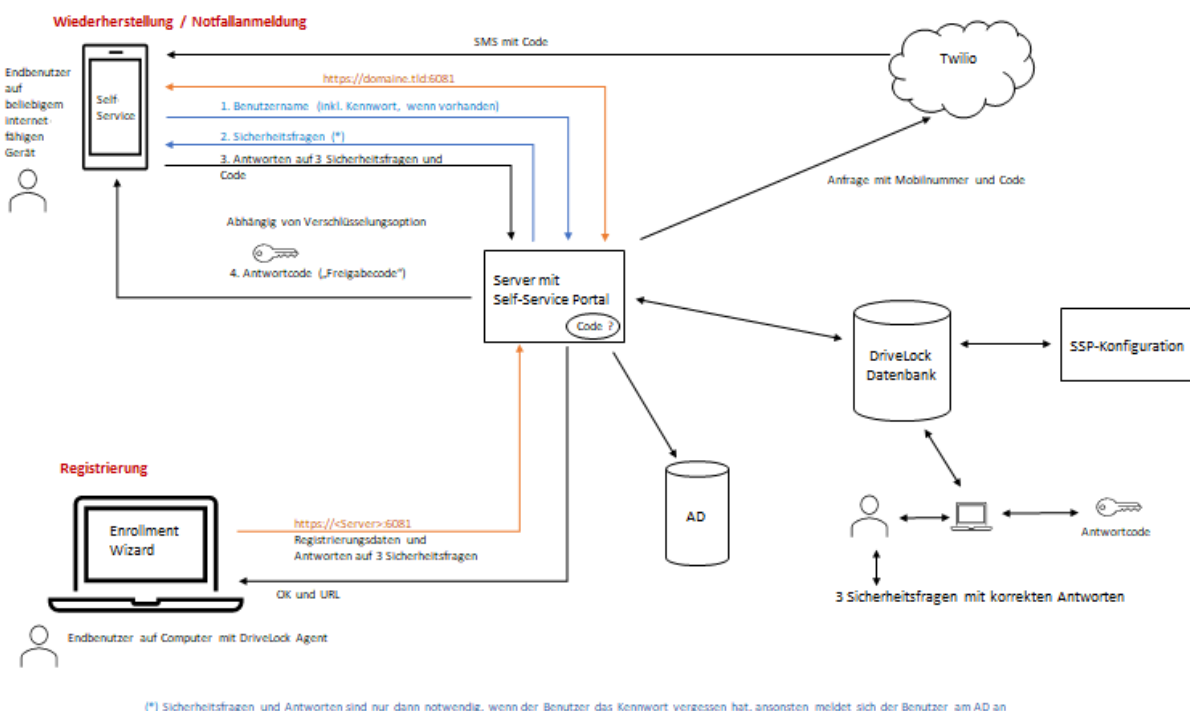 Wiederherstellung / Notfallanmeldung
SMS mit Code
Twilio
Endbenutzer
auf
beliebigem
internet
fähigen
Gerät
Self-
Service
https://domaine.tld:6081
1. Benutzername (inkl. Kennwort, wenn vorhanden)
2. Sicherheitsfragen (*)
3. Antworten auf 3 Sicherheitsfragen und
Code
Anfrage mit Mobilnummer und Code
Abhängig von Verschlüsselungsoption
4. Antwortcode („Freigabecode")
Server mit
Self-Service Portal
Code ?
DriveLock
Datenbank
SSP-Konfiguration
Registrierung
Enrollment
Wizard
https://<Server>:6081
Registrierungsdaten und
Antworten auf 3 Sicherheitsfragen
OK und URL
AD
Antwortcode
3 Sicherheitsfragen mit korrekten Antworten
Endbenutzer auf Computer mit DriveLock Agent
(*) Sicherheitsfragen und Antworten sind nur dann notwendig, wenn der Benutzer das Kennwort vergessen hat, ansonsten meldet sich der Benutzer am AD an